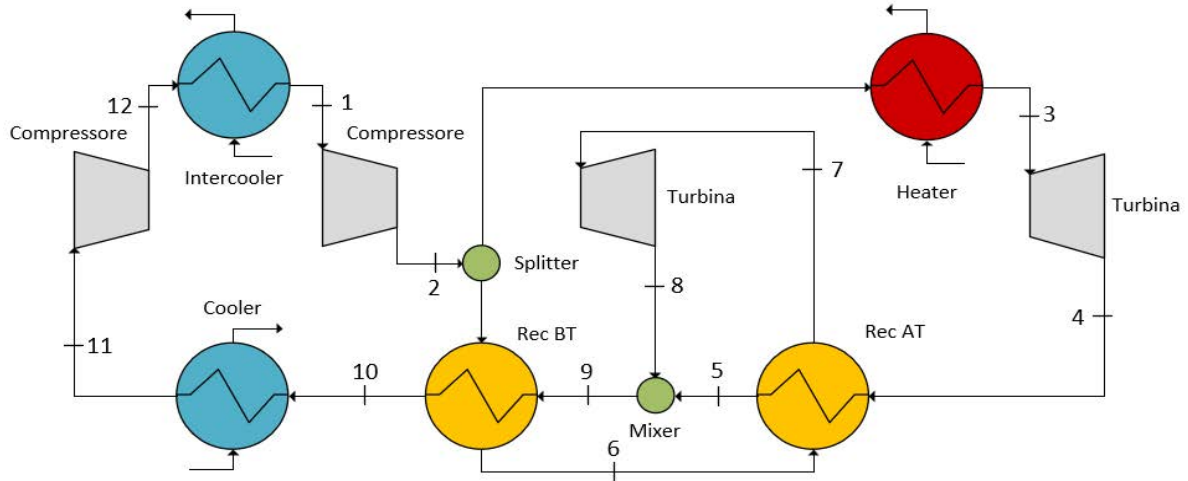 12
1
3
Compressore
Compressore
Intercooler
Heater
7
Turbina
Turbina
Splitter
2
8
Cooler
4
Rec BT
Rec AT
11
10
9
5
Mixer
6